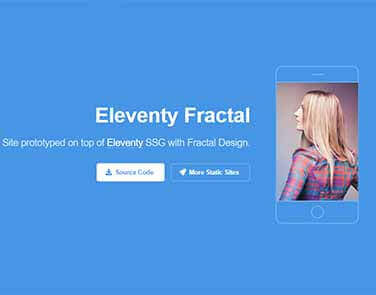 Eleventy Fractal
Site prototyped on top of Eleventy SSG with Fractal Design.
Source Code
More Static Sites